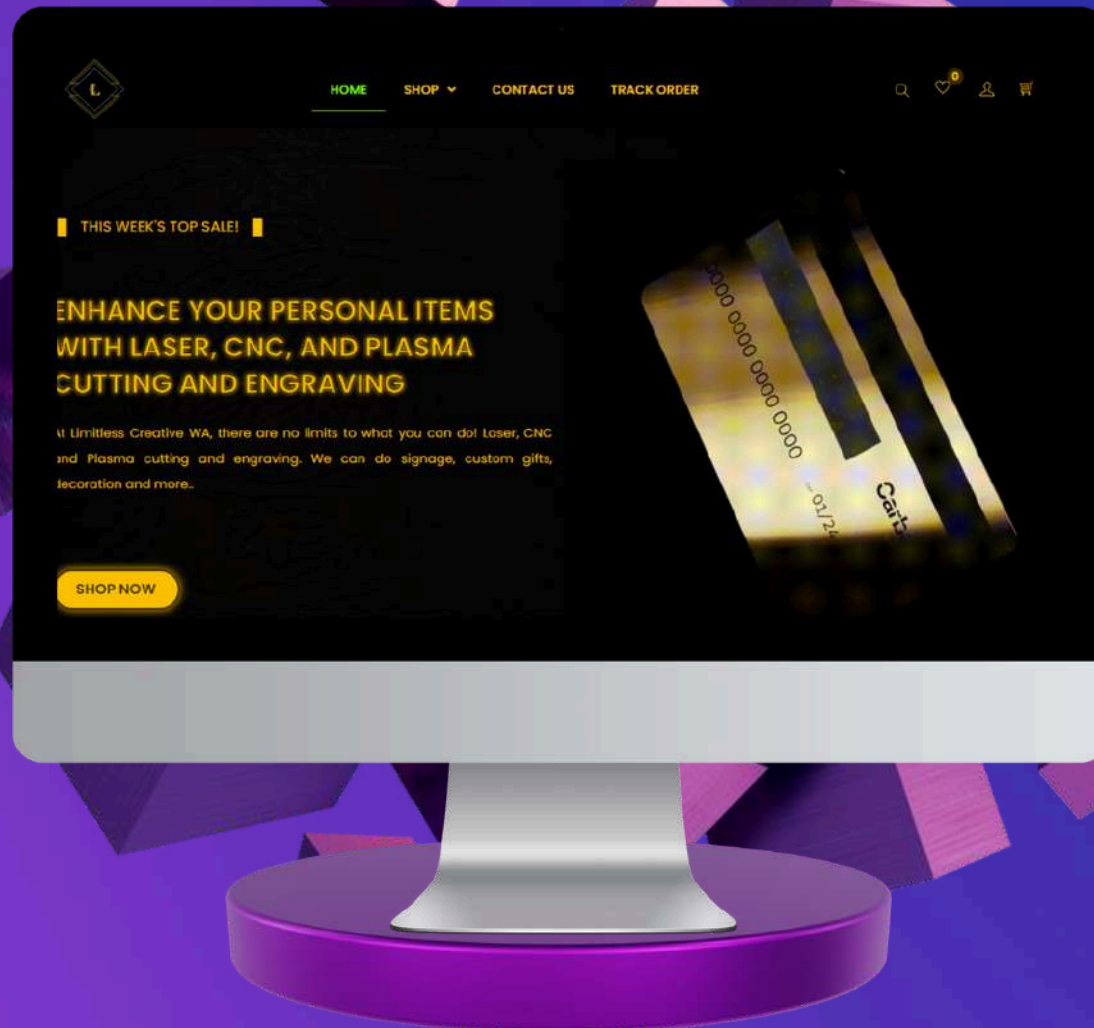 L
HOME
SHOP
CONTACT US
TRACK ORDER
0
THIS WEEK'S TOP SALE!
ENHANCE YOUR PERSONAL ITEMS
WITH LASER, CNC, AND PLASMA
CUTTING AND ENGRAVING
At Limitless Creative WA, there are no limits to what you can do! Laser, CNC
and Plasma cutting and engraving. We can do signage, custom gifts,
decoration and more..
SHOP NOW
0000 0000 0000 0000
01/24